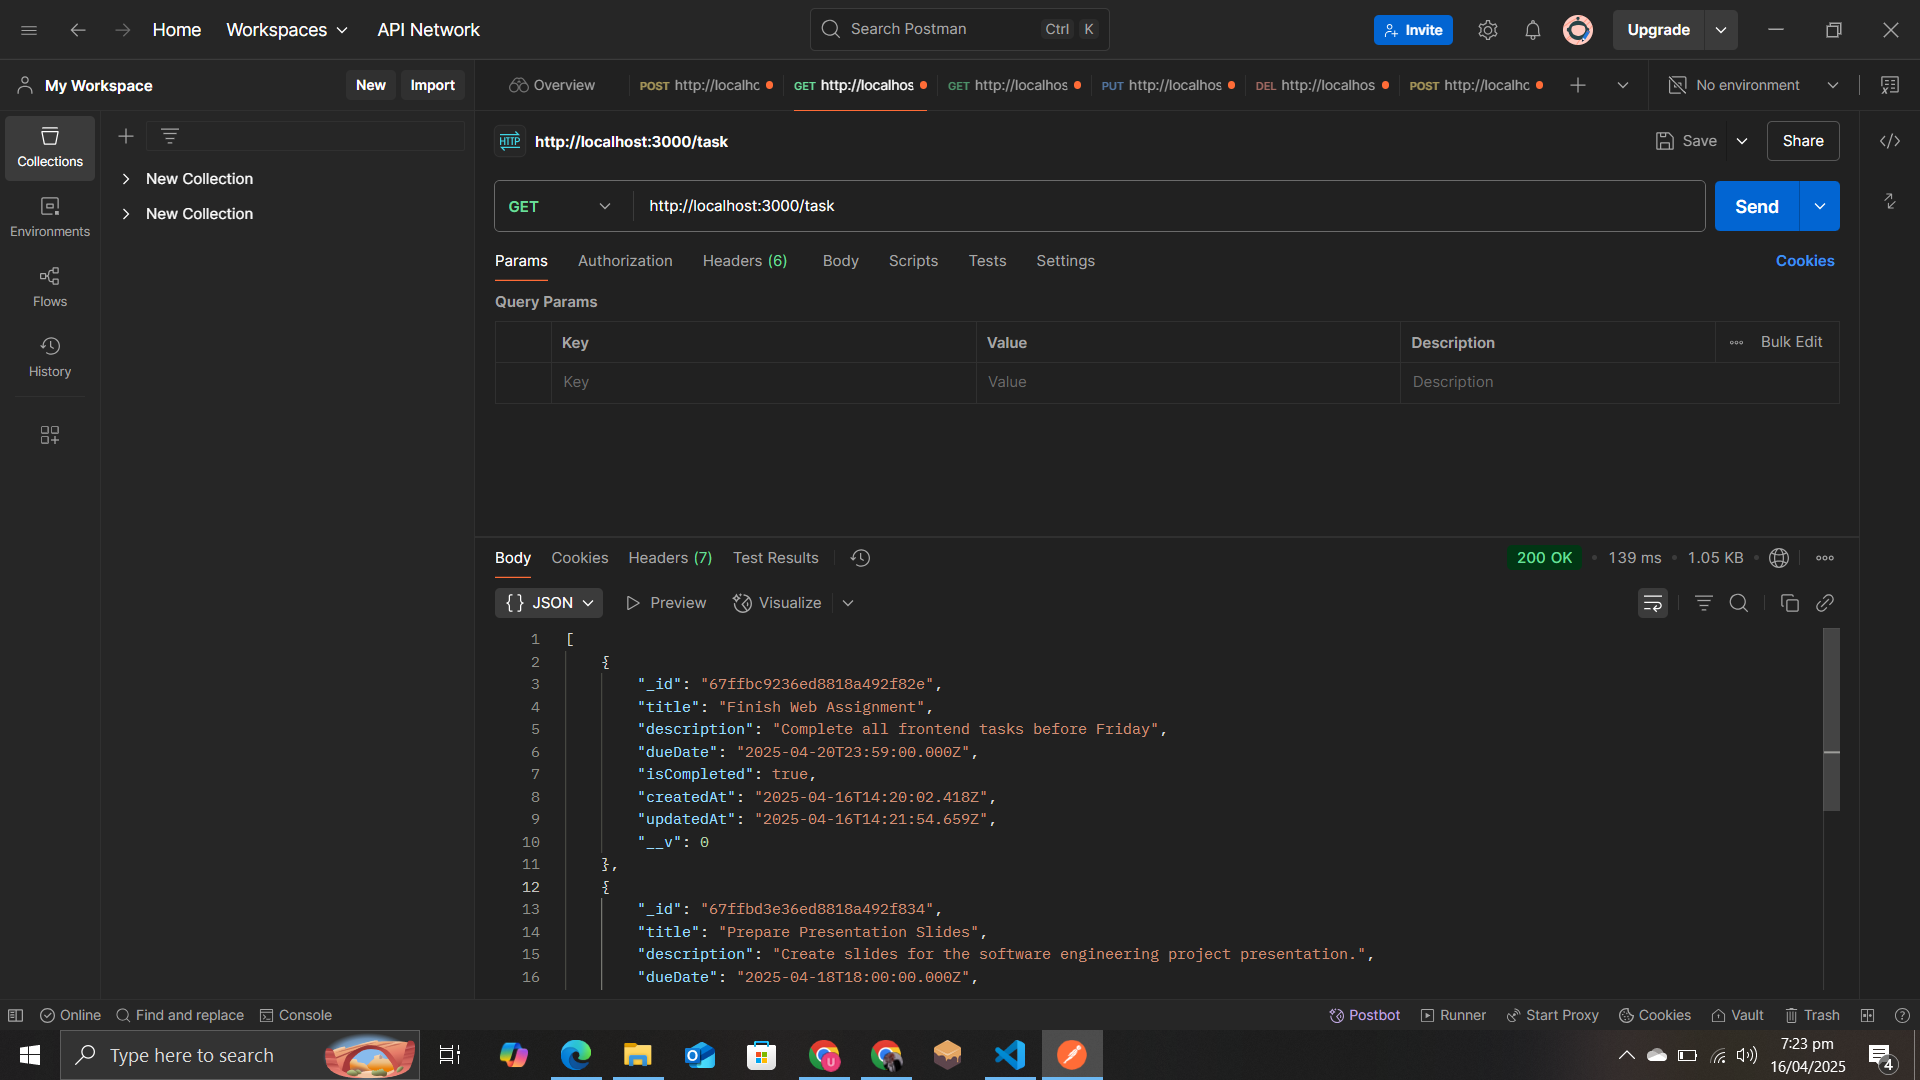 Home Workspaces API Network Search Postman Ctrl K Invite Upgrade
My Workspace New Import Overview POST http://localhc GET http://localhos GET http://localhos PUT http://localhos DEL http://localhos POST http://localhc No environment
Collections
Environments
Flows
History
New Collection
New Collection
HTTP http://localhost:3000/task Save Share
GET http://localhost:3000/task Send
Params Authorization Headers (6) Body Scripts Tests Settings Cookies
Query Params
Key Value Description Bulk Edit
Key Value Description
Body Cookies Headers (7) Test Results 200 OK 139 ms 1.05 KB
{} JSON Preview Visualize
1 [
2 {
3 "_id": "67ffbc9236ed8818a492f82e",
4 "title": "Finish Web Assignment",
5 "description": "Complete all frontend tasks before Friday",
6 "dueDate": "2025-04-20T23:59:00.000Z",
7 "isCompleted": true,
8 "createdAt": "2025-04-16T14:20:02.418Z",
9 "updatedAt": "2025-04-16T14:21:54.659Z",
10 "__v": 0
11 },
12 {
13 "_id": "67ffbd3e36ed8818a492f834",
14 "title": "Prepare Presentation Slides",
15 "description": "Create slides for the software engineering project presentation.",
16 "dueDate": "2025-04-18T18:00:00.000Z",
Online Find and replace Console Postbot Runner Start Proxy Cookies Vault Trash
Type here to search
7:23 pm
16/04/2025
4